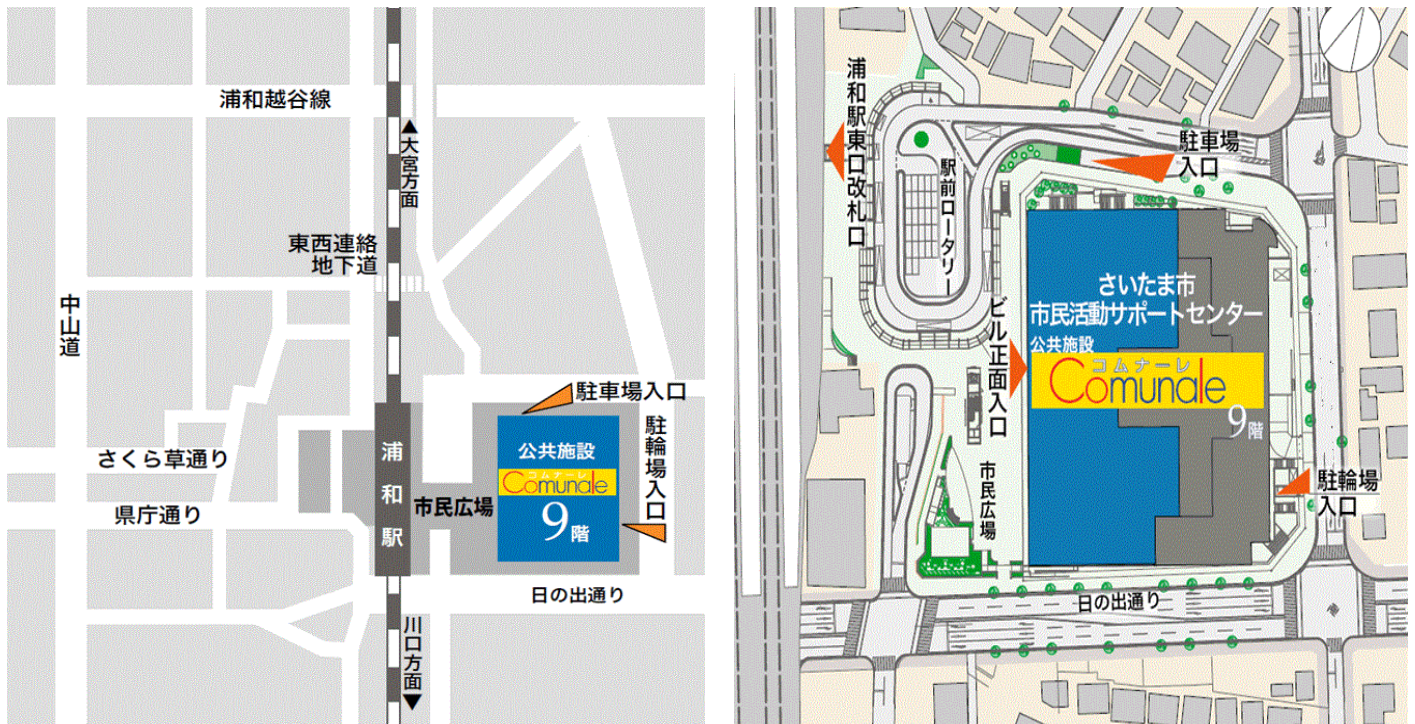 浦和越谷線
▲大宮方面
東西連絡
地下道
中山道
駐車場入口
駐輪場入口
さくら草通り
県庁通り
浦和駅
市民広場
公共施設
コムナーレ
Comunale
9階
日の出通り
川口方面▼
浦和駅東口改札口
駅前ロータリー
駐車場
入口
ビル正面入口
さいたま市
市民活動サポートセンター
公共施設
コムナーレ
Comunale
9階
市民広場
駐輪場
入口
日の出通り